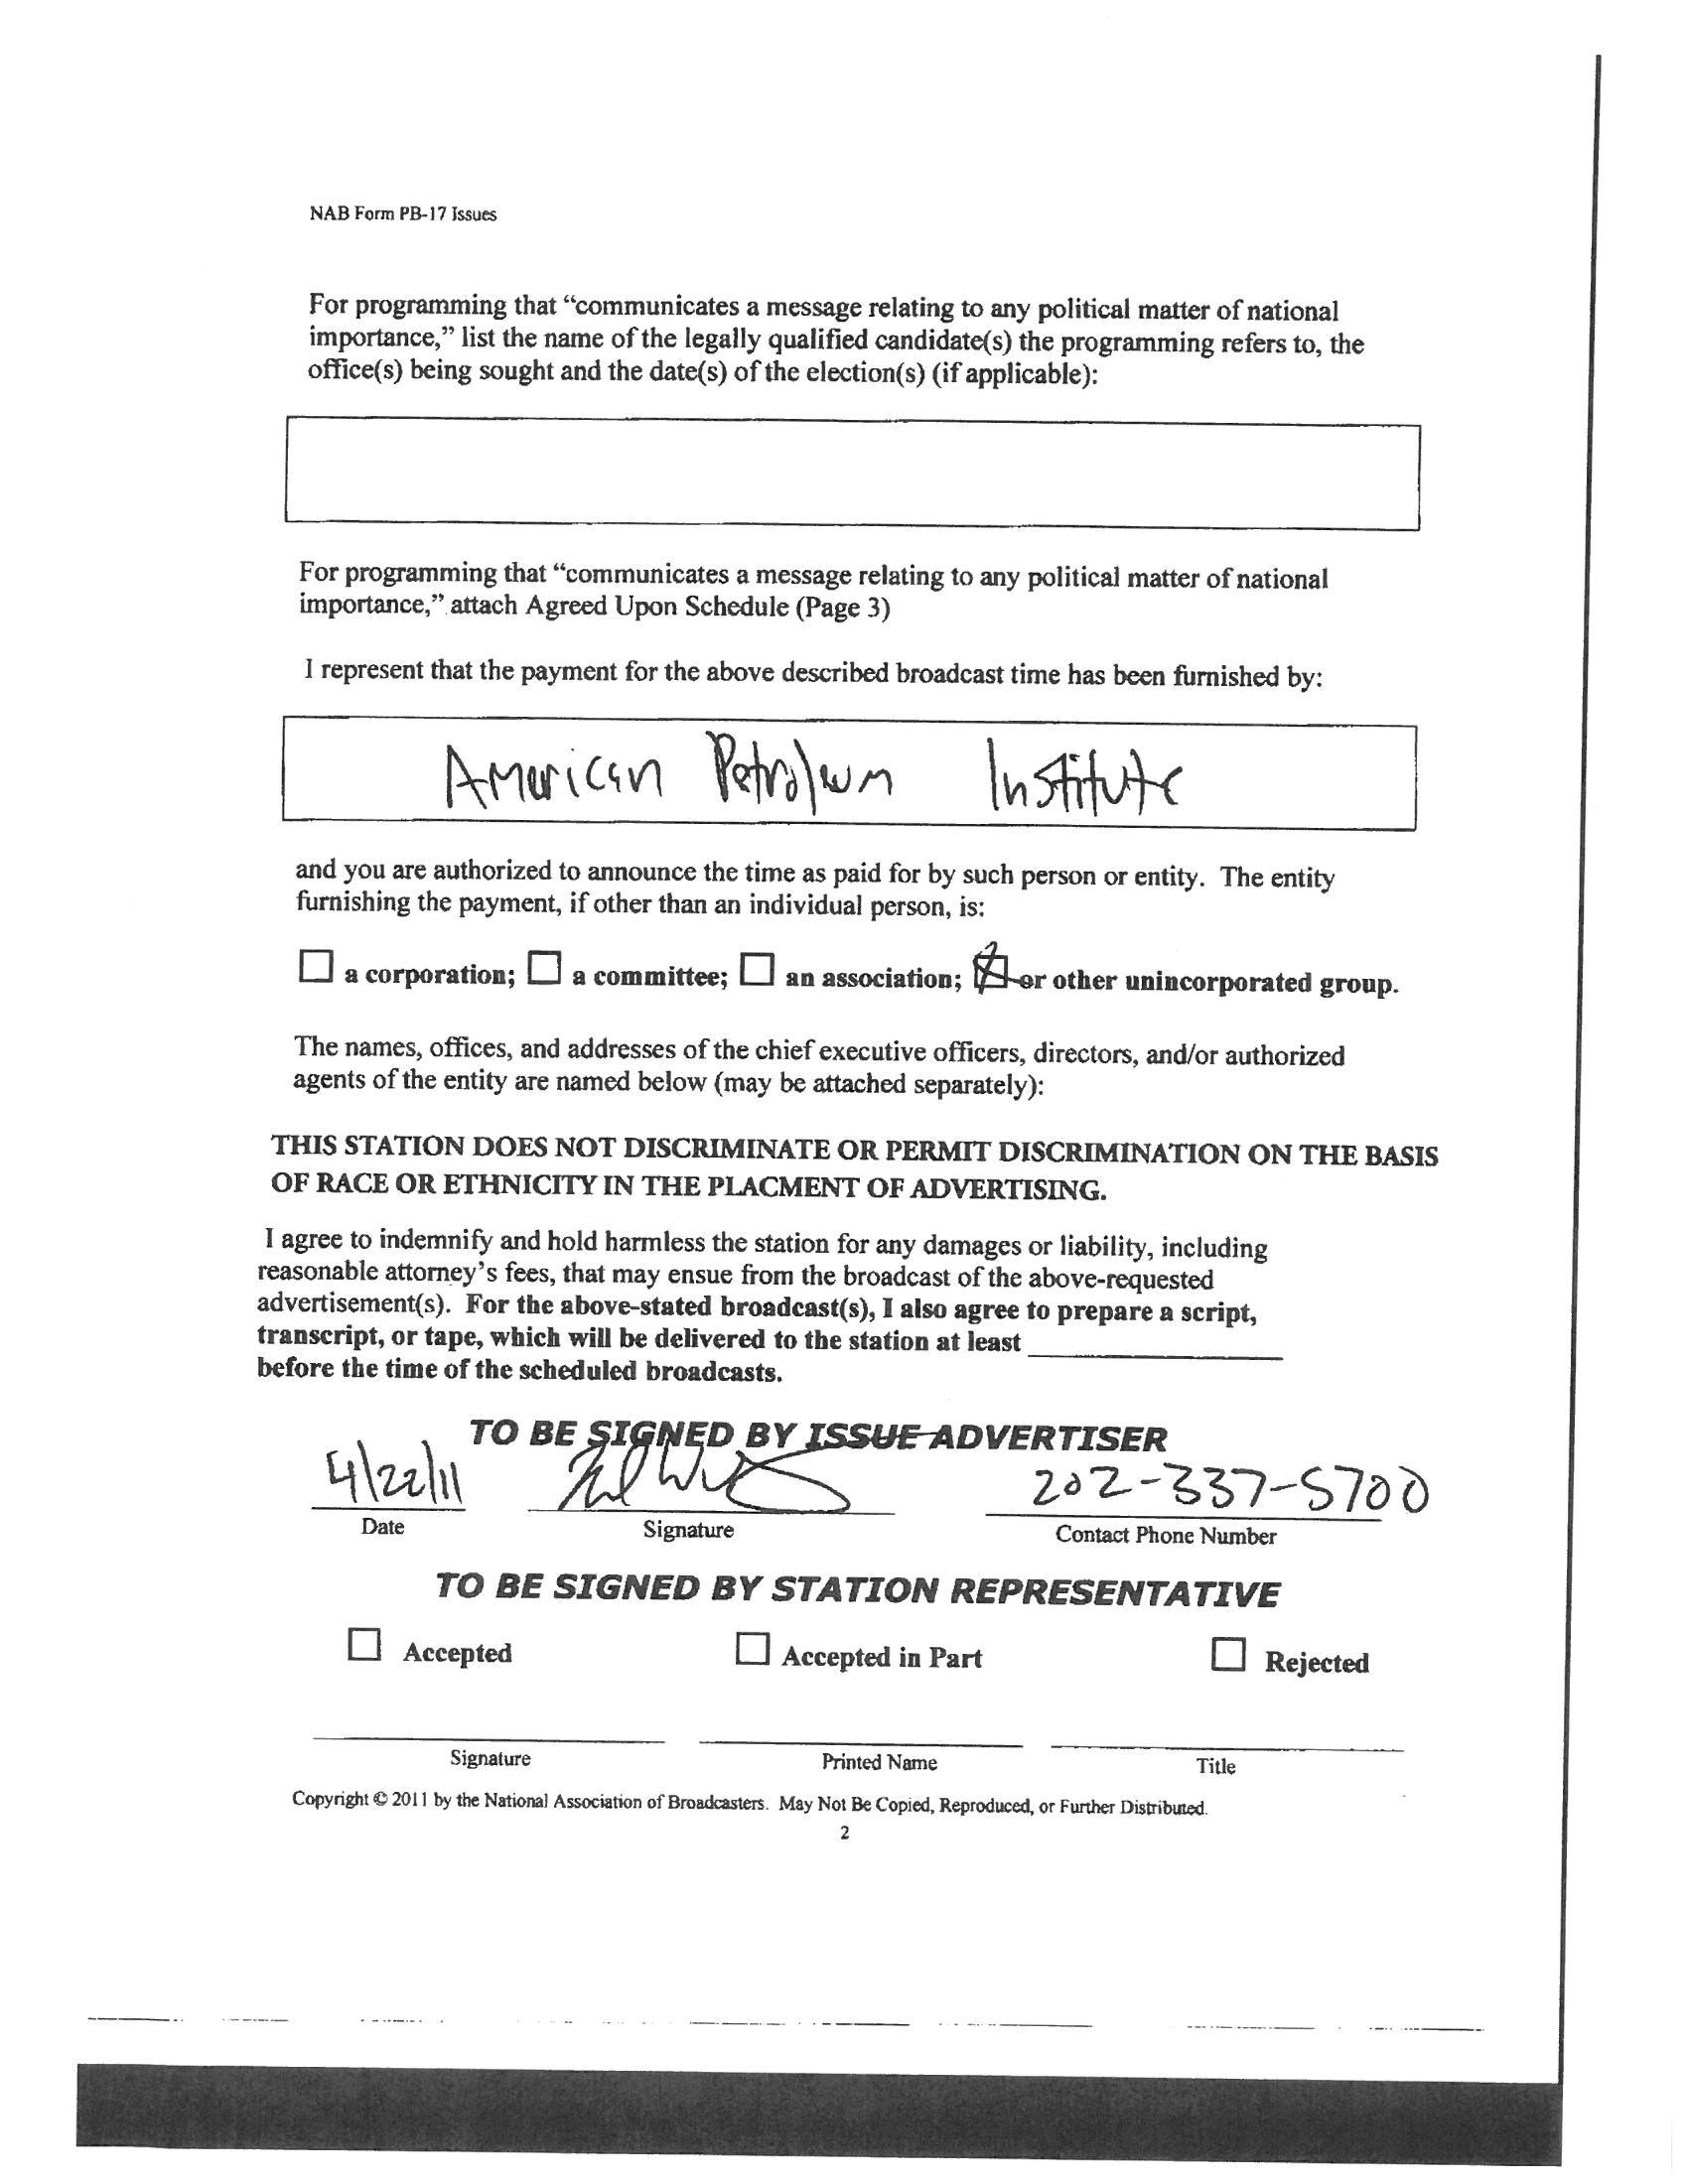 NAB Form PB-17 Issues
For programming that “communicates a message relating to any political matter of national
importance,” list the name of the legally qualified candidate(s) the programming refers to, the
office(s) being sought and the date(s) of the election(s) (if applicable):
For programming that “communicates a message relating to any political matter of national
importance,” attach Agreed Upon Schedule (Page 3)
I represent that the payment for the above described broadcast time has been furnished by:
American Petroleum Institute
and you are authorized to announce the time as paid for by such person or entity. The entity
furnishing the payment, if other than an individual person, is:
a corporation; a committee; an association; or other unincorporated group.
The names, offices, and addresses of the chief executive officers, directors, and/or authorized
agents of the entity are named below (may be attached separately):
THIS STATION DOES NOT DISCRIMINATE OR PERMIT DISCRIMINATION ON THE BASIS
OF RACE OR ETHNICITY IN THE PLACMENT OF ADVERTISING.
I agree to indemnify and hold harmless the station for any damages or liability, including
reasonable attorney’s fees, that may ensue from the broadcast of the above-requested
advertisement(s). For the above-stated broadcast(s), I also agree to prepare a script,
transcript, or tape, which will be delivered to the station at least
before the time of the scheduled broadcasts.
TO BE SIGNED BY ISSUE ADVERTISER
4/22/11 202-337-5700
Date Signature Contact Phone Number
TO BE SIGNED BY STATION REPRESENTATIVE
Accepted Accepted in Part Rejected
Signature Printed Name Title
Copyright © 2011 by the National Association of Broadcasters. May Not Be Copied, Reproduced, or Further Distributed.
2